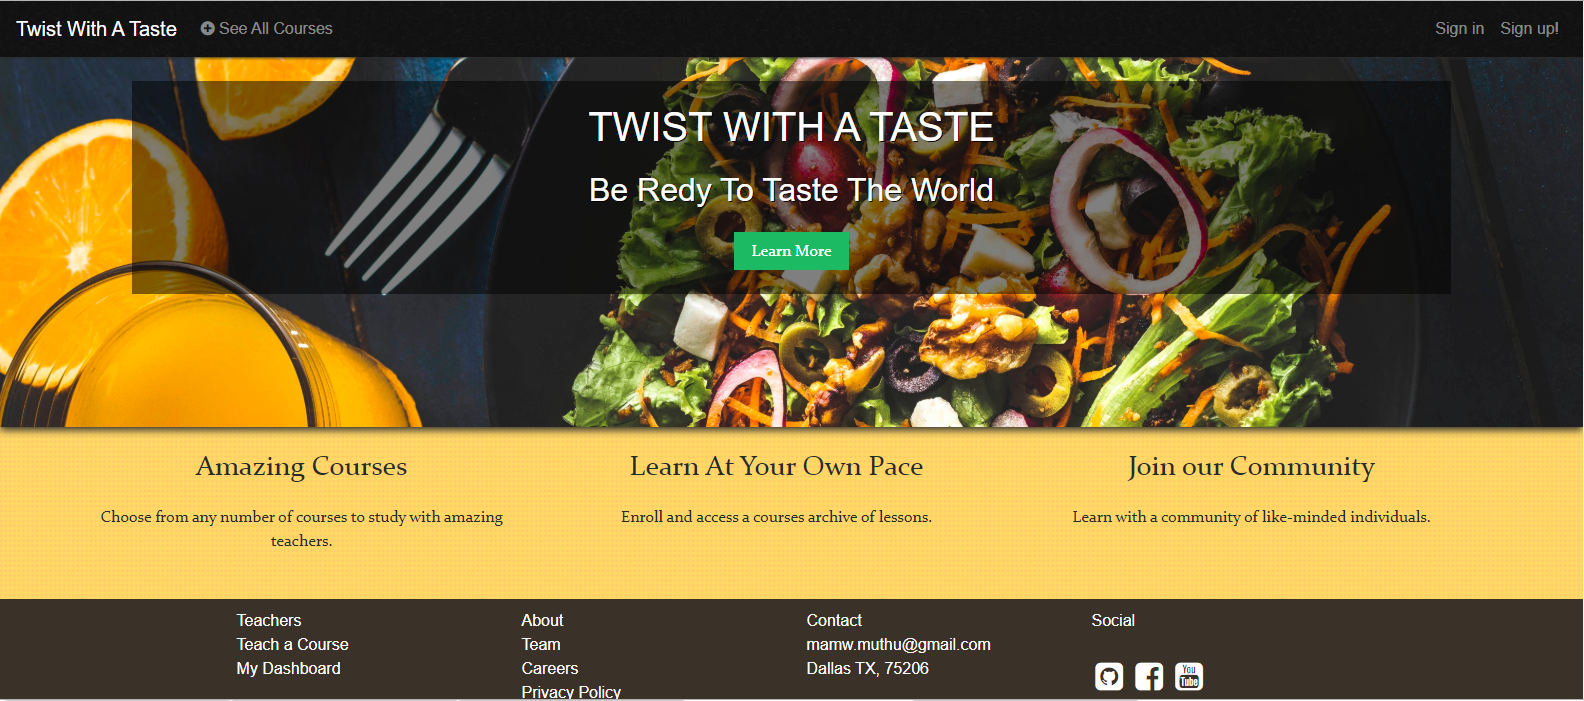 Twist With A Taste See All Courses Sign in Sign up!
TWIST WITH A TASTE
Be Redy To Taste The World
Learn More
Amazing Courses
Choose from any number of courses to study with amazing
teachers.
Learn At Your Own Pace
Enroll and access a courses archive of lessons.
Join our Community
Learn with a community of like-minded individuals.
Teachers
Teach a Course
My Dashboard
About
Team
Careers
Privacy Policy
Contact
mamw.muthu@gmail.com
Dallas TX, 75206
Social
You
Tube